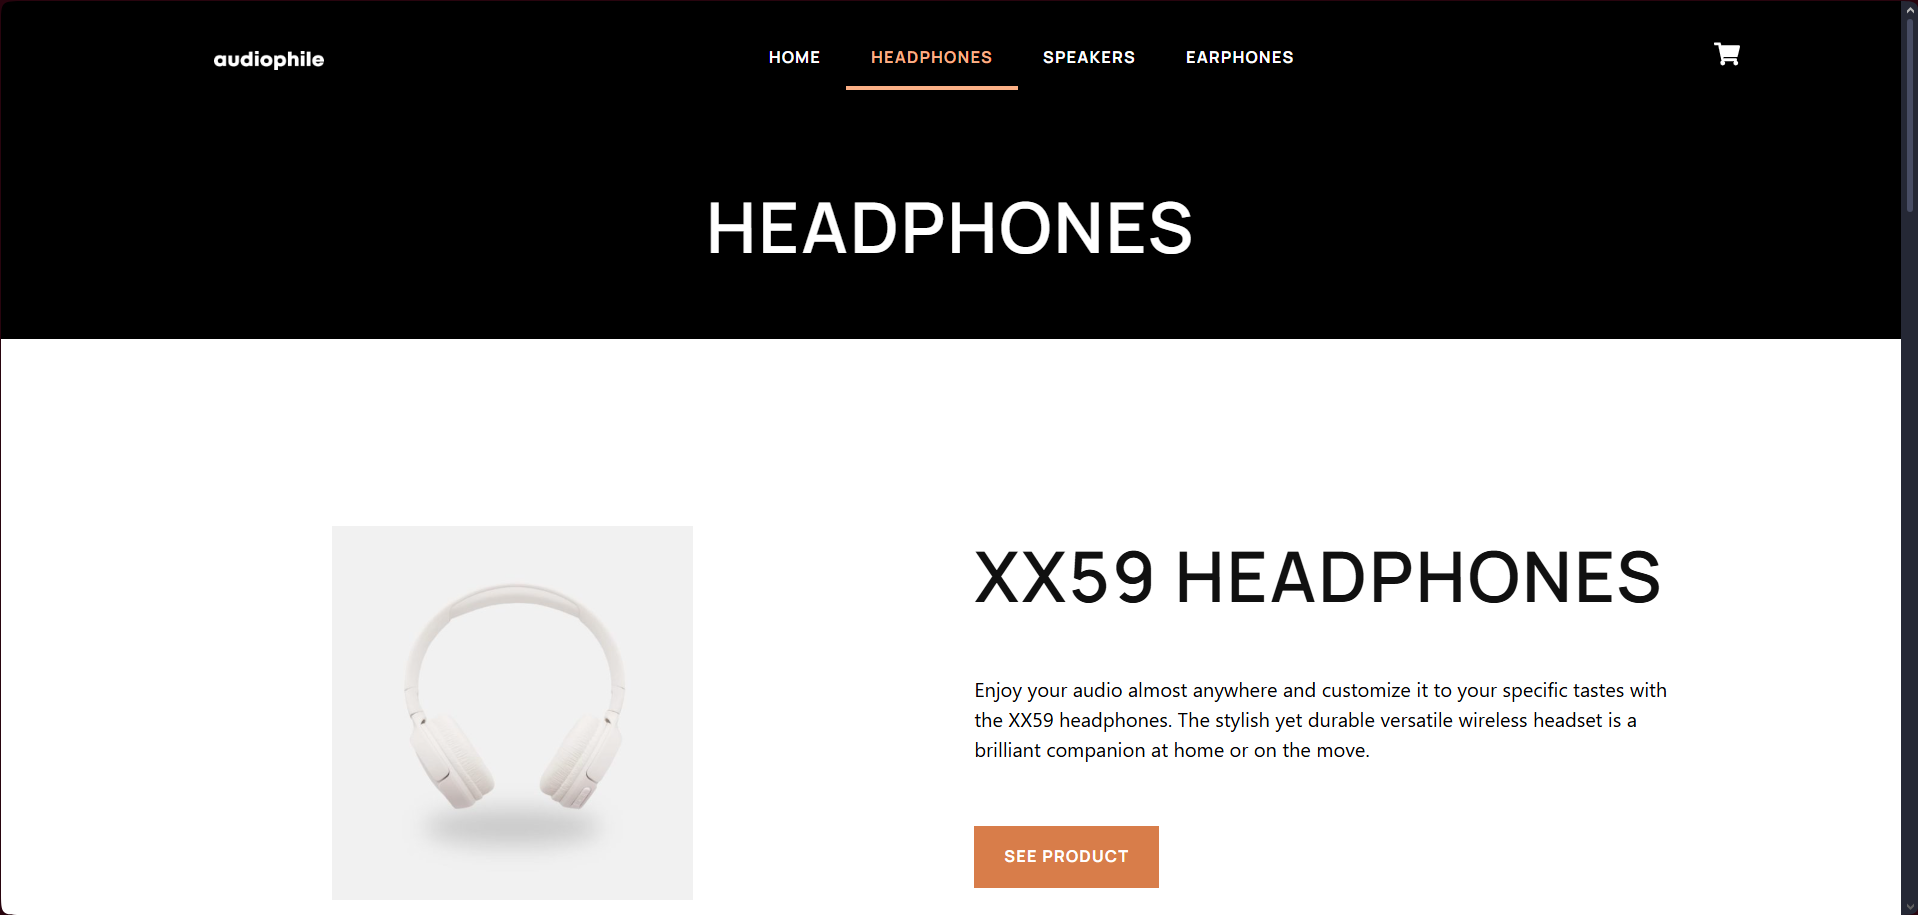 audiophile
HOME HEADPHONES SPEAKERS EARPHONES
HEADPHONES
XX59 HEADPHONES
Enjoy your audio almost anywhere and customize it to your specific tastes with
the XX59 headphones. The stylish yet durable versatile wireless headset is a
brilliant companion at home or on the move.
SEE PRODUCT